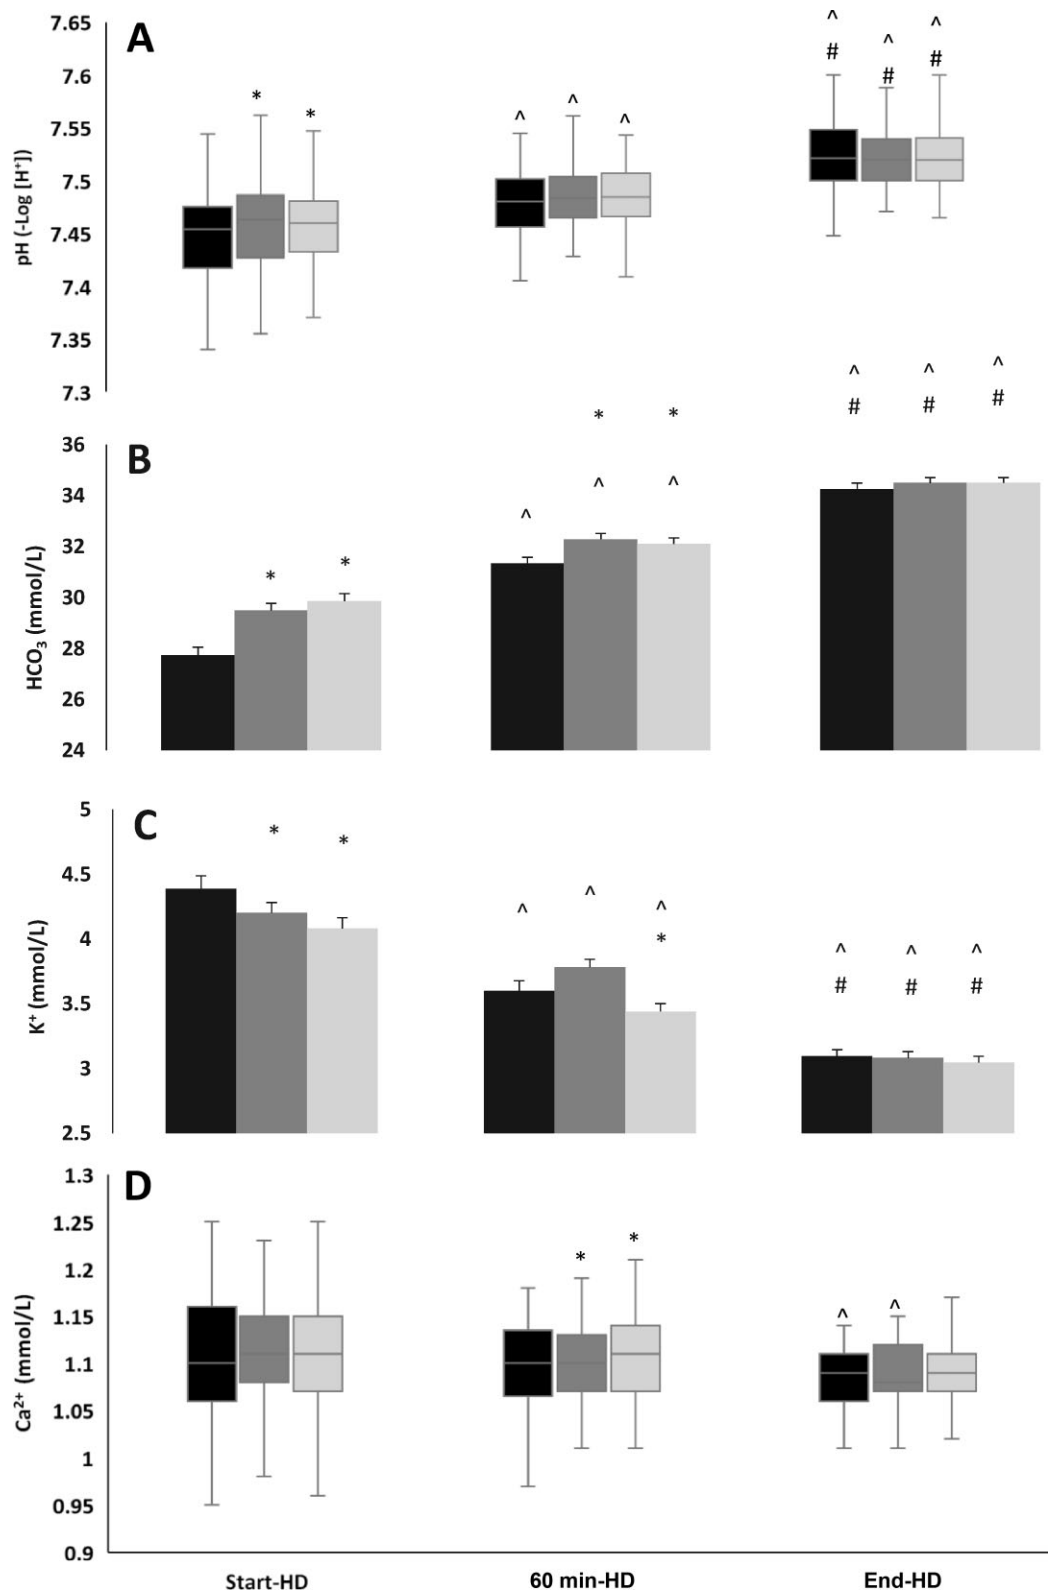 A
pH (-Log [H⁺])
7.65
7.6
7.55
7.5
7.45
7.4
7.35
7.3
* *
^ ^ ^
^ ^ ^
# # #
B
HCO₃ (mmol/L)
36
34
32
30
28
26
24
* *
* *
^ ^ ^
^ ^ ^
# # #
C
K⁺ (mmol/L)
5
4.5
4
3.5
3
2.5
* *
^ ^ ^
*
^ ^ ^
# # #
D
Ca²⁺ (mmol/L)
1.3
1.25
1.2
1.15
1.1
1.05
1
0.95
0.9
* *
^ ^
Start-HD 60 min-HD End-HD